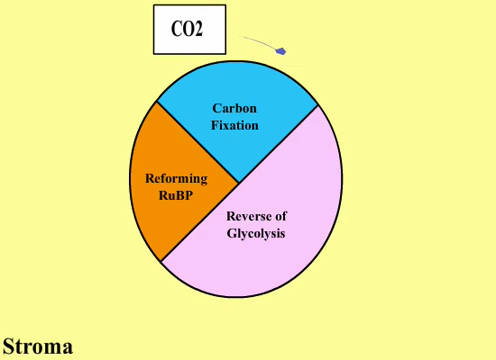 CO2
Carbon
Fixation
Reforming
RuBP
Reverse of
Glycolysis
Stroma